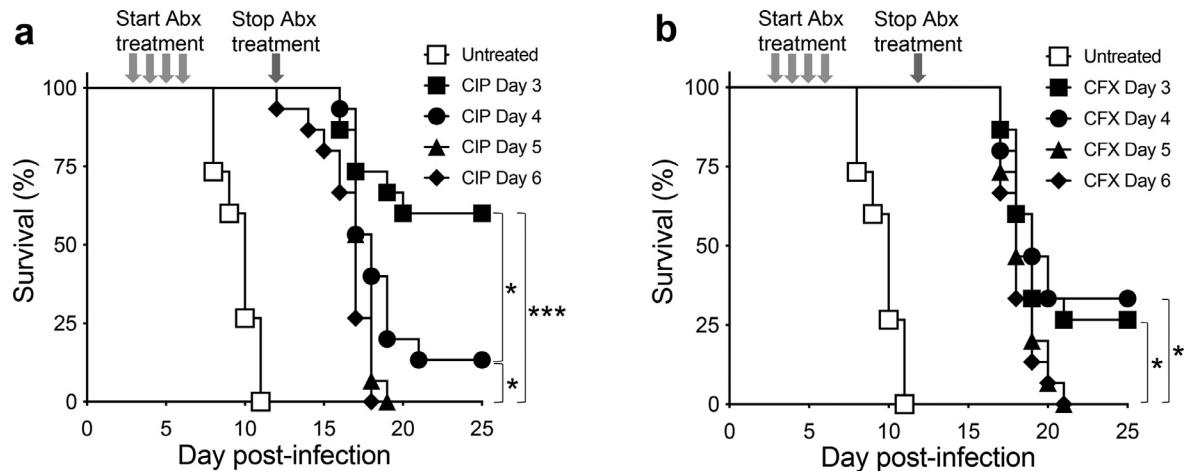 a
Start Abx
treatment
Stop Abx
treatment
Untreated
CIP Day 3
CIP Day 4
CIP Day 5
CIP Day 6
Survival (%)
100
75
50
25
0
0 5 10 15 20 25
Day post-infection
*
***
*
b
Start Abx
treatment
Stop Abx
treatment
Untreated
CFX Day 3
CFX Day 4
CFX Day 5
CFX Day 6
Survival (%)
100
75
50
25
0
0 5 10 15 20 25
Day post-infection
*
*